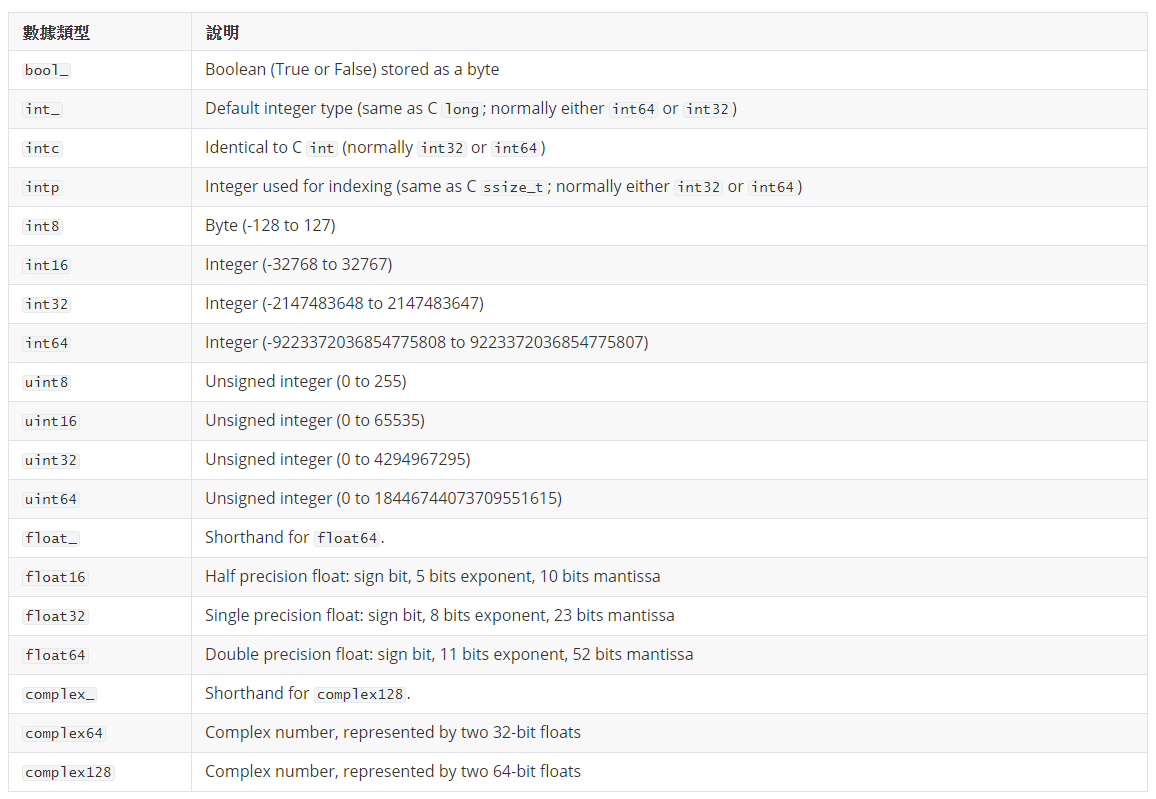 數據類型 說明
bool_ Boolean (True or False) stored as a byte
int_ Default integer type (same as C long; normally either int64 or int32)
intc Identical to C int (normally int32 or int64)
intp Integer used for indexing (same as C ssize_t; normally either int32 or int64)
int8 Byte (-128 to 127)
int16 Integer (-32768 to 32767)
int32 Integer (-2147483648 to 2147483647)
int64 Integer (-9223372036854775808 to 9223372036854775807)
uint8 Unsigned integer (0 to 255)
uint16 Unsigned integer (0 to 65535)
uint32 Unsigned integer (0 to 4294967295)
uint64 Unsigned integer (0 to 18446744073709551615)
float_ Shorthand for float64.
float16 Half precision float: sign bit, 5 bits exponent, 10 bits mantissa
float32 Single precision float: sign bit, 8 bits exponent, 23 bits mantissa
float64 Double precision float: sign bit, 11 bits exponent, 52 bits mantissa
complex_ Shorthand for complex128.
complex64 Complex number, represented by two 32-bit floats
complex128 Complex number, represented by two 64-bit floats